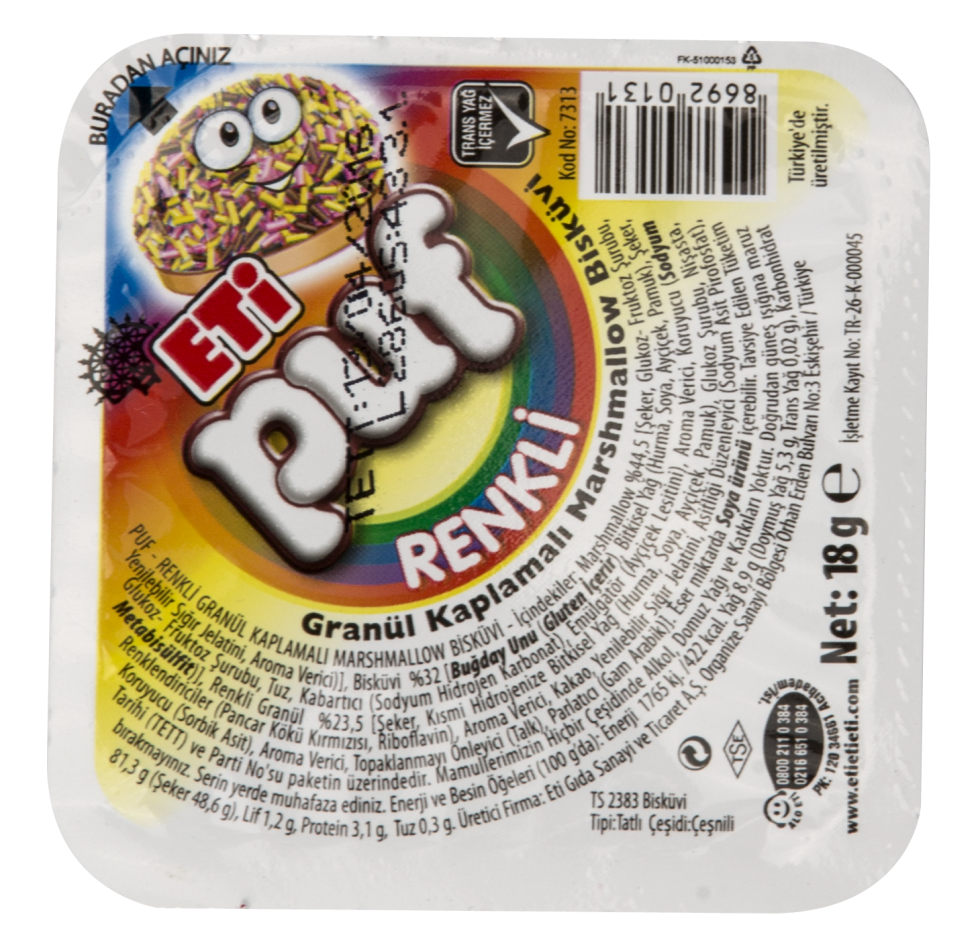 BURADAN AÇINIZ
FK-51000153
TRANS YAĞ
İÇERMEZ
Kod No: 7313
8692 0131
Türkiye'de
üretilmiştir.
ETİ
puf
RENKLİ
Granül Kaplamalı Marshmallow Bisküvi
PUF - RENKLİ GRANÜL KAPLAMALI MARSHMALLOW BİSKÜVİ - İçindekiler: Marshmallow %44,5 [Şeker, Glukoz- Fruktoz Şurubu,
Yenilebilir Sığır Jelatini, Aroma Verici)], Bisküvi %32 [Buğday Unu (Gluten İçerir), Bitkisel Yağ (Hurma, Soya, Ayçiçek, Pamuk), Şeker,
Glukoz- Fruktoz Şurubu, Tuz, Kabartıcı (Sodyum Hidrojen Karbonat), Emülgatör (Ayçiçek Lesitini), Aroma Verici, Koruyucu (Sodyum
Metabisülfit)], Renkli Granül %23,5 [Şeker, Kısmi Hidrojenize Bitkisel Yağ (Hurma, Soya, Ayçiçek, Pamuk), Glukoz Şurubu, Nişasta,
Renklendiriciler (Pancar Kökü Kırmızısı, Riboflavin), Aroma Verici, Kakao, Yenilebilir Sığır Jelatini, Asitliği Düzenleyici (Sodyum Asit Pirofosfat),
Koruyucu (Sorbik Asit), Aroma Verici, Topaklanmayı Önleyici (Talk), Parlatıcı (Gam Arabik)]. Eser miktarda Soya ürünü içerebilir. Tavsiye Edilen Tüketim
Tarihi (TETT) ve Parti No'su paketin üzerindedir. Mamullerimizin Hiçbir Çeşidinde Alkol, Domuz Yağı ve Katkıları Yoktur. Doğrudan güneş ışığına maruz
bırakmayınız. Serin yerde muhafaza ediniz. Enerji ve Besin Öğeleri (100 gıda): Enerji 1765 kj /422 kcal. Yağ 8,9 g (Doymuş Yağ 5,3 g, Trans Yağ 0,02 g), Karbonhidrat
81,3 g (Şeker 48,6 g), Lif 1,2 g, Protein 3,1 g, Tuz 0,3 g. Üretici Firma: Eti Gıda Sanayi ve Ticaret A.Ş. Organize Sanayi Bölgesi Orhan Erden Bulvarı No:3 Eskişehir / Türkiye
İşletme Kayıt No: TR-26-K-00045
Net: 18 g e
TSE
TS 2383 Bisküvi
Tipi:Tatlı Çeşidi:Çeşnili
ALO ETİ
0800 211 0 384
0216 651 0 384
PK: 120 34661 Acıbadem/İst.
www.etietieti.com